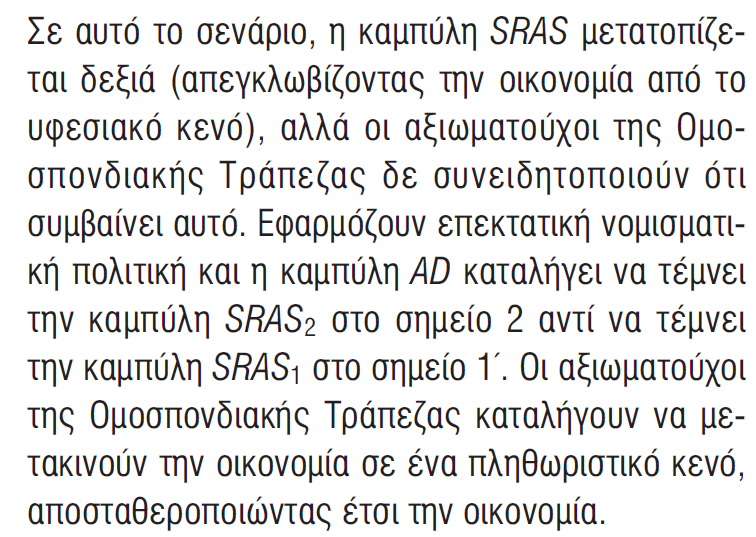 Σε αυτό το σενάριο, η καμπύλη SRAS μετατοπίζε-
ται δεξιά (απεγκλωβίζοντας την οικονομία από το
υφεσιακό κενό), αλλά οι αξιωματούχοι της Ομο-
σπονδιακής Τράπεζας δε συνειδητοποιούν ότι
συμβαίνει αυτό. Εφαρμόζουν επεκτατική νομισματι-
κή πολιτική και η καμπύλη AD καταλήγει να τέμνει
την καμπύλη SRAS₂ στο σημείο 2 αντί να τέμνει
την καμπύλη SRAS₁ στο σημείο 1΄. Οι αξιωματούχοι
της Ομοσπονδιακής Τράπεζας καταλήγουν να με-
τακινούν την οικονομία σε ένα πληθωριστικό κενό,
αποσταθεροποιώντας έτσι την οικονομία.